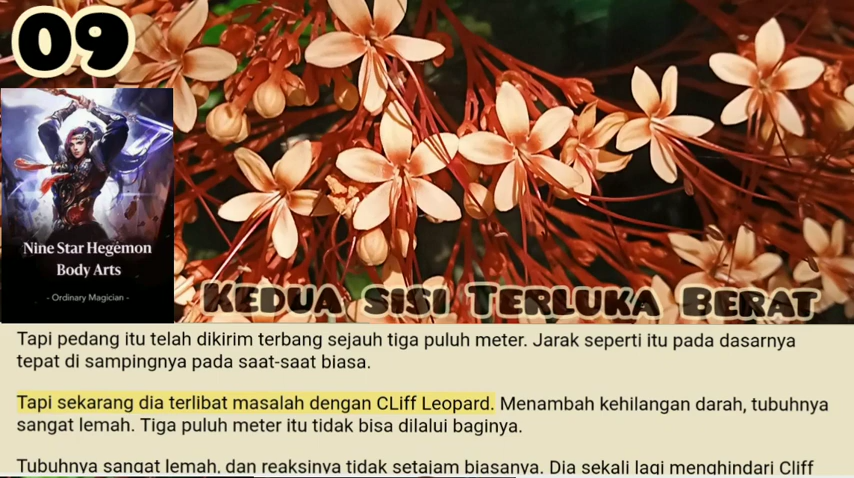 09
Nine Star Hegemon
Body Arts
- Ordinary Magician -
Kedua sisi Terluka Berat
Tapi pedang itu telah dikirim terbang sejauh tiga puluh meter. Jarak seperti itu pada dasarnya
tepat di sampingnya pada saat-saat biasa.
Tapi sekarang dia terlibat masalah dengan CLiff Leopard. Menambah kehilangan darah, tubuhnya
sangat lemah. Tiga puluh meter itu tidak bisa dilalui baginya.
Tubuhnya sangat lemah, dan reaksinya tidak setajam biasanya. Dia sekali lagi menghindari Cliff